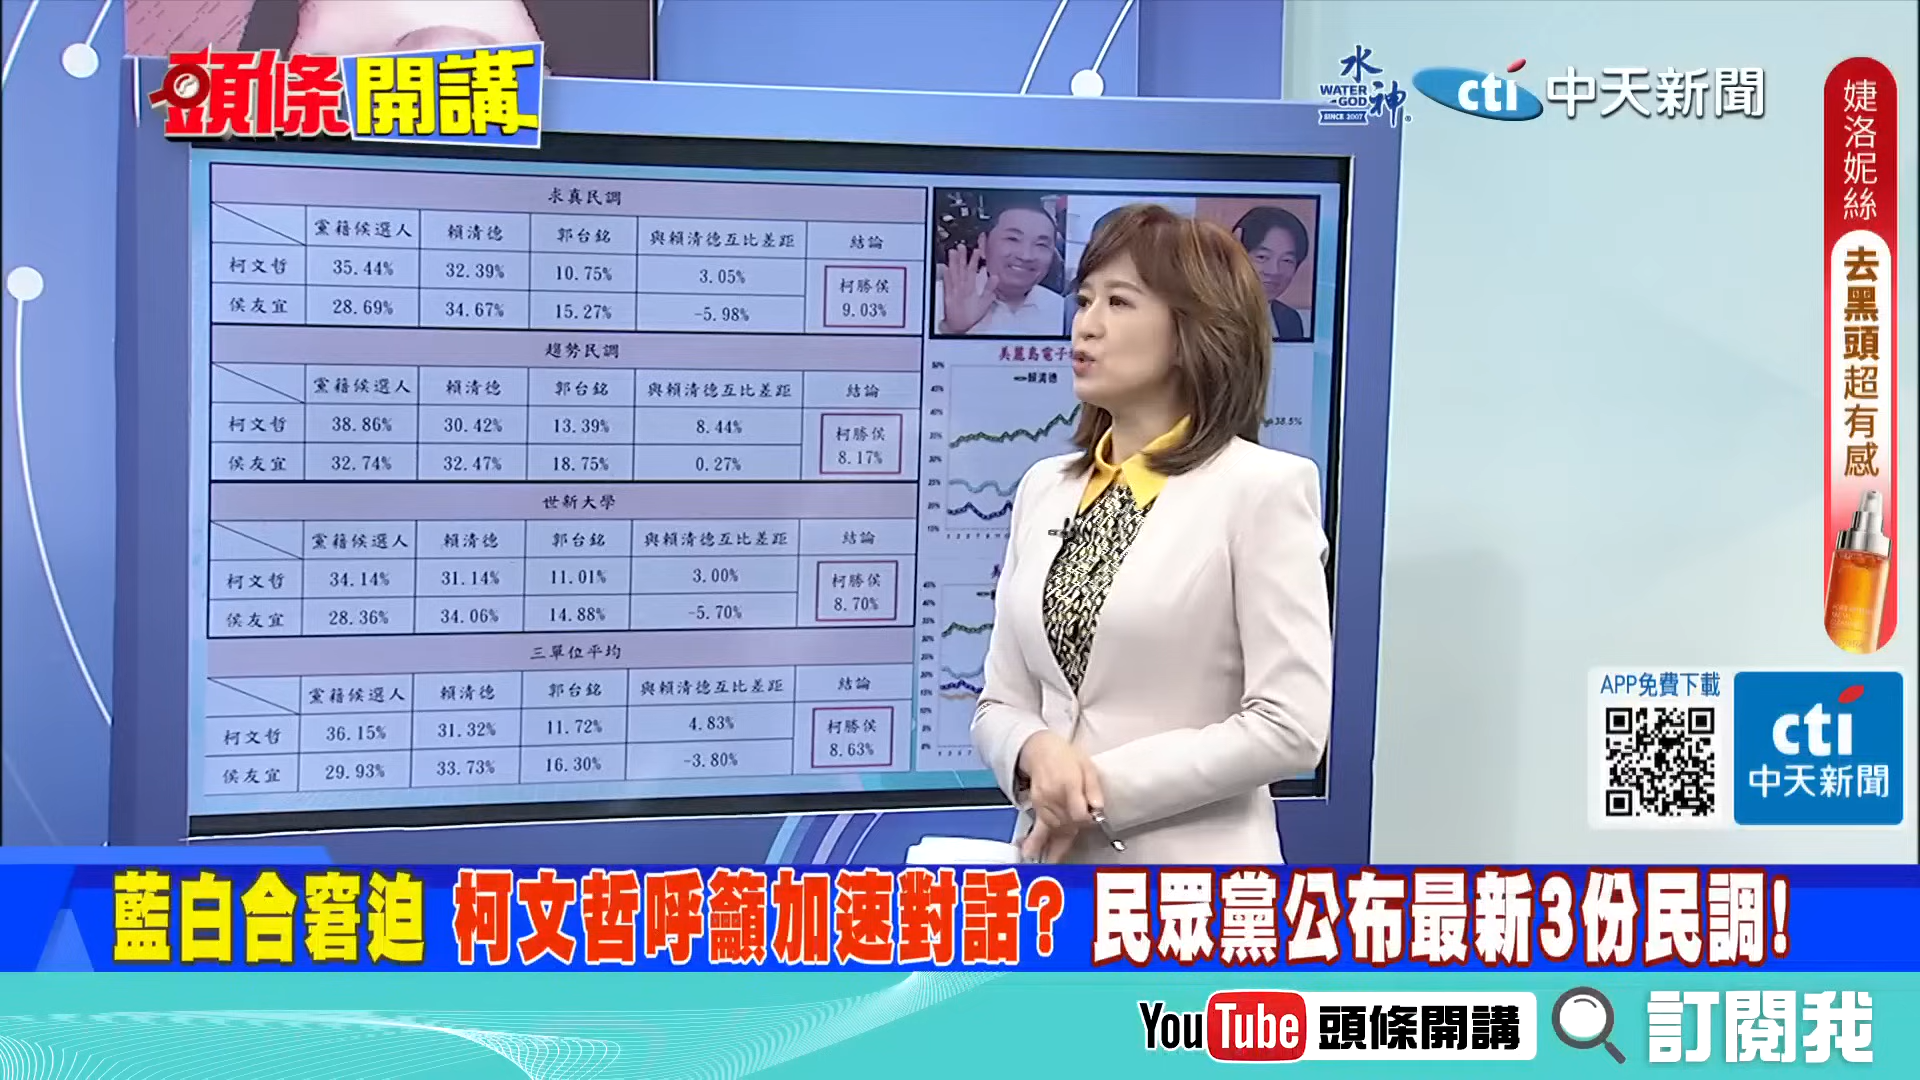 頭條開講
水神
WATER GOD
SINCE 2007
cti 中天新聞
婕洛妮絲
去黑頭超有感
求真民調
黨籍候選人 賴清德 郭台銘 與賴清德互比差距 結論
柯文哲 35.44% 32.39% 10.75% 3.05% 柯勝侯
侯友宜 28.69% 34.67% 15.27% -5.98% 9.03%
趨勢民調
黨籍候選人 賴清德 郭台銘 與賴清德互比差距 結論
柯文哲 38.86% 30.42% 13.39% 8.44% 柯勝侯
侯友宜 32.74% 32.47% 18.75% 0.27% 8.17%
世新大學
黨籍候選人 賴清德 郭台銘 與賴清德互比差距 結論
柯文哲 34.14% 31.14% 11.01% 3.00% 柯勝侯
侯友宜 28.36% 34.06% 14.88% -5.70% 8.70%
三單位平均
黨籍候選人 賴清德 郭台銘 與賴清德互比差距 結論
柯文哲 36.15% 31.32% 11.72% 4.83% 柯勝侯
侯友宜 29.93% 33.73% 16.30% -3.80% 8.63%
美麗島電子
賴清德
38.5%
APP免費下載
cti
中天新聞
藍白合窘迫 柯文哲呼籲加速對話? 民眾黨公布最新3份民調!
YouTube 頭條開講 訂閱我